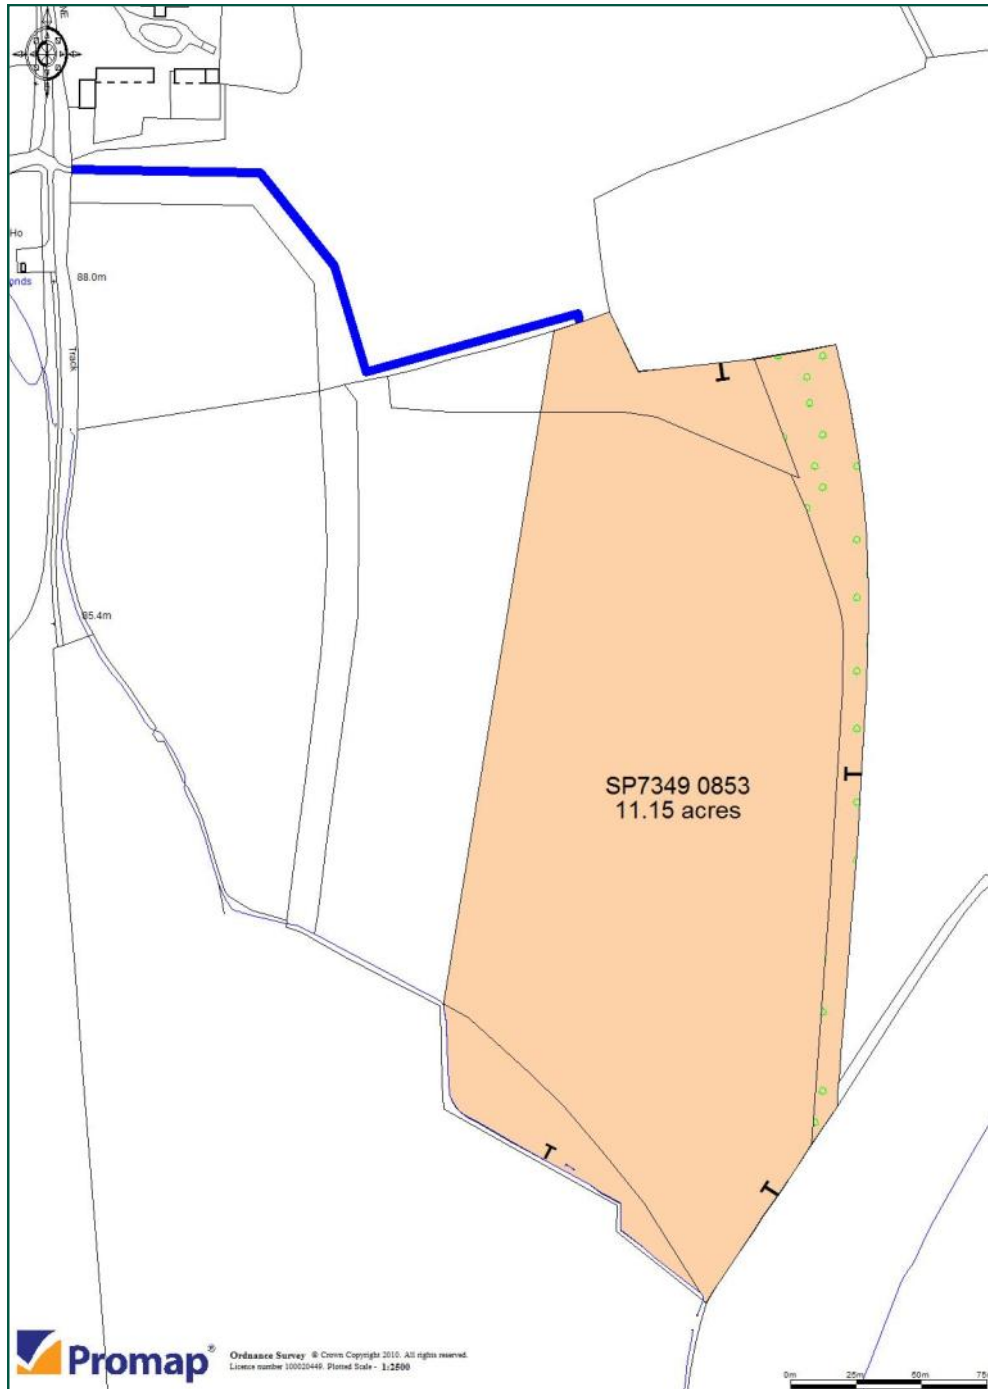 NE
Ho
onds
88.0m
Track
85.4m
SP7349 0853
11.15 acres
Promap®
Ordnance Survey © Crown Copyright 2010. All rights reserved.
Licence number 100020449. Plotted Scale - 1:2500
0m 25m 50m 75